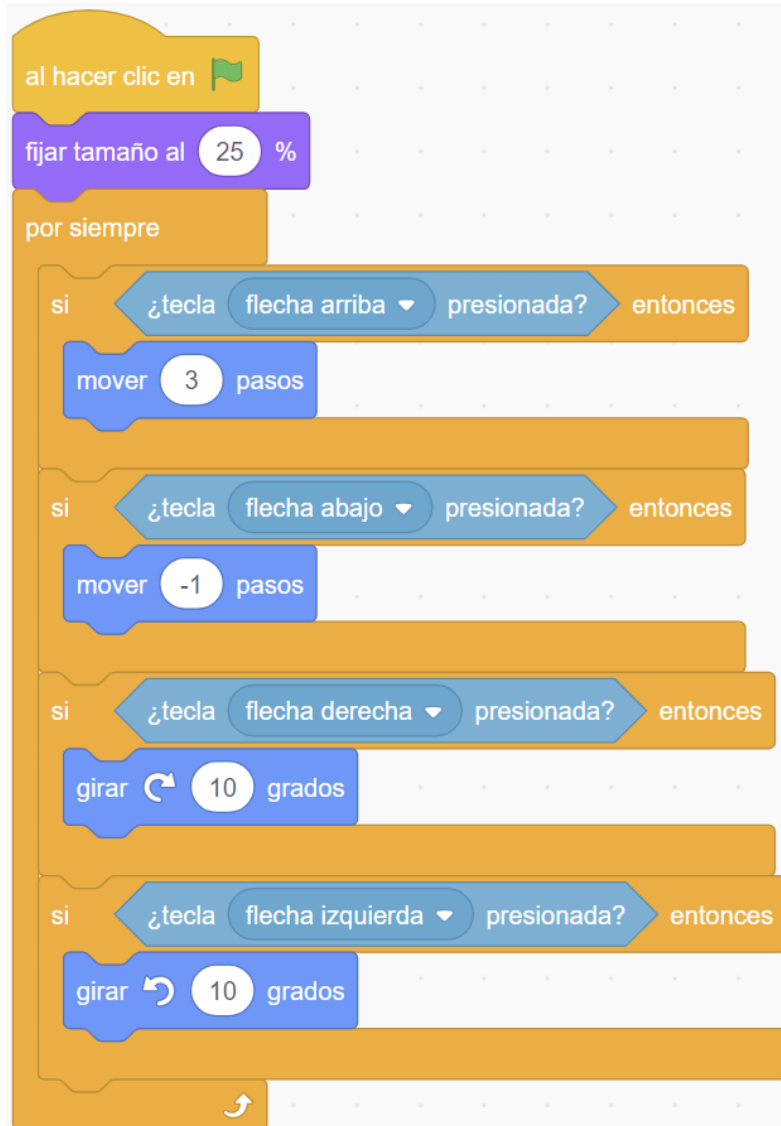 al hacer clic en
fijar tamaño al 25 %
por siempre
si ¿tecla flecha arriba presionada? entonces
mover 3 pasos
si ¿tecla flecha abajo presionada? entonces
mover -1 pasos
si ¿tecla flecha derecha presionada? entonces
girar 10 grados
si ¿tecla flecha izquierda presionada? entonces
girar 10 grados